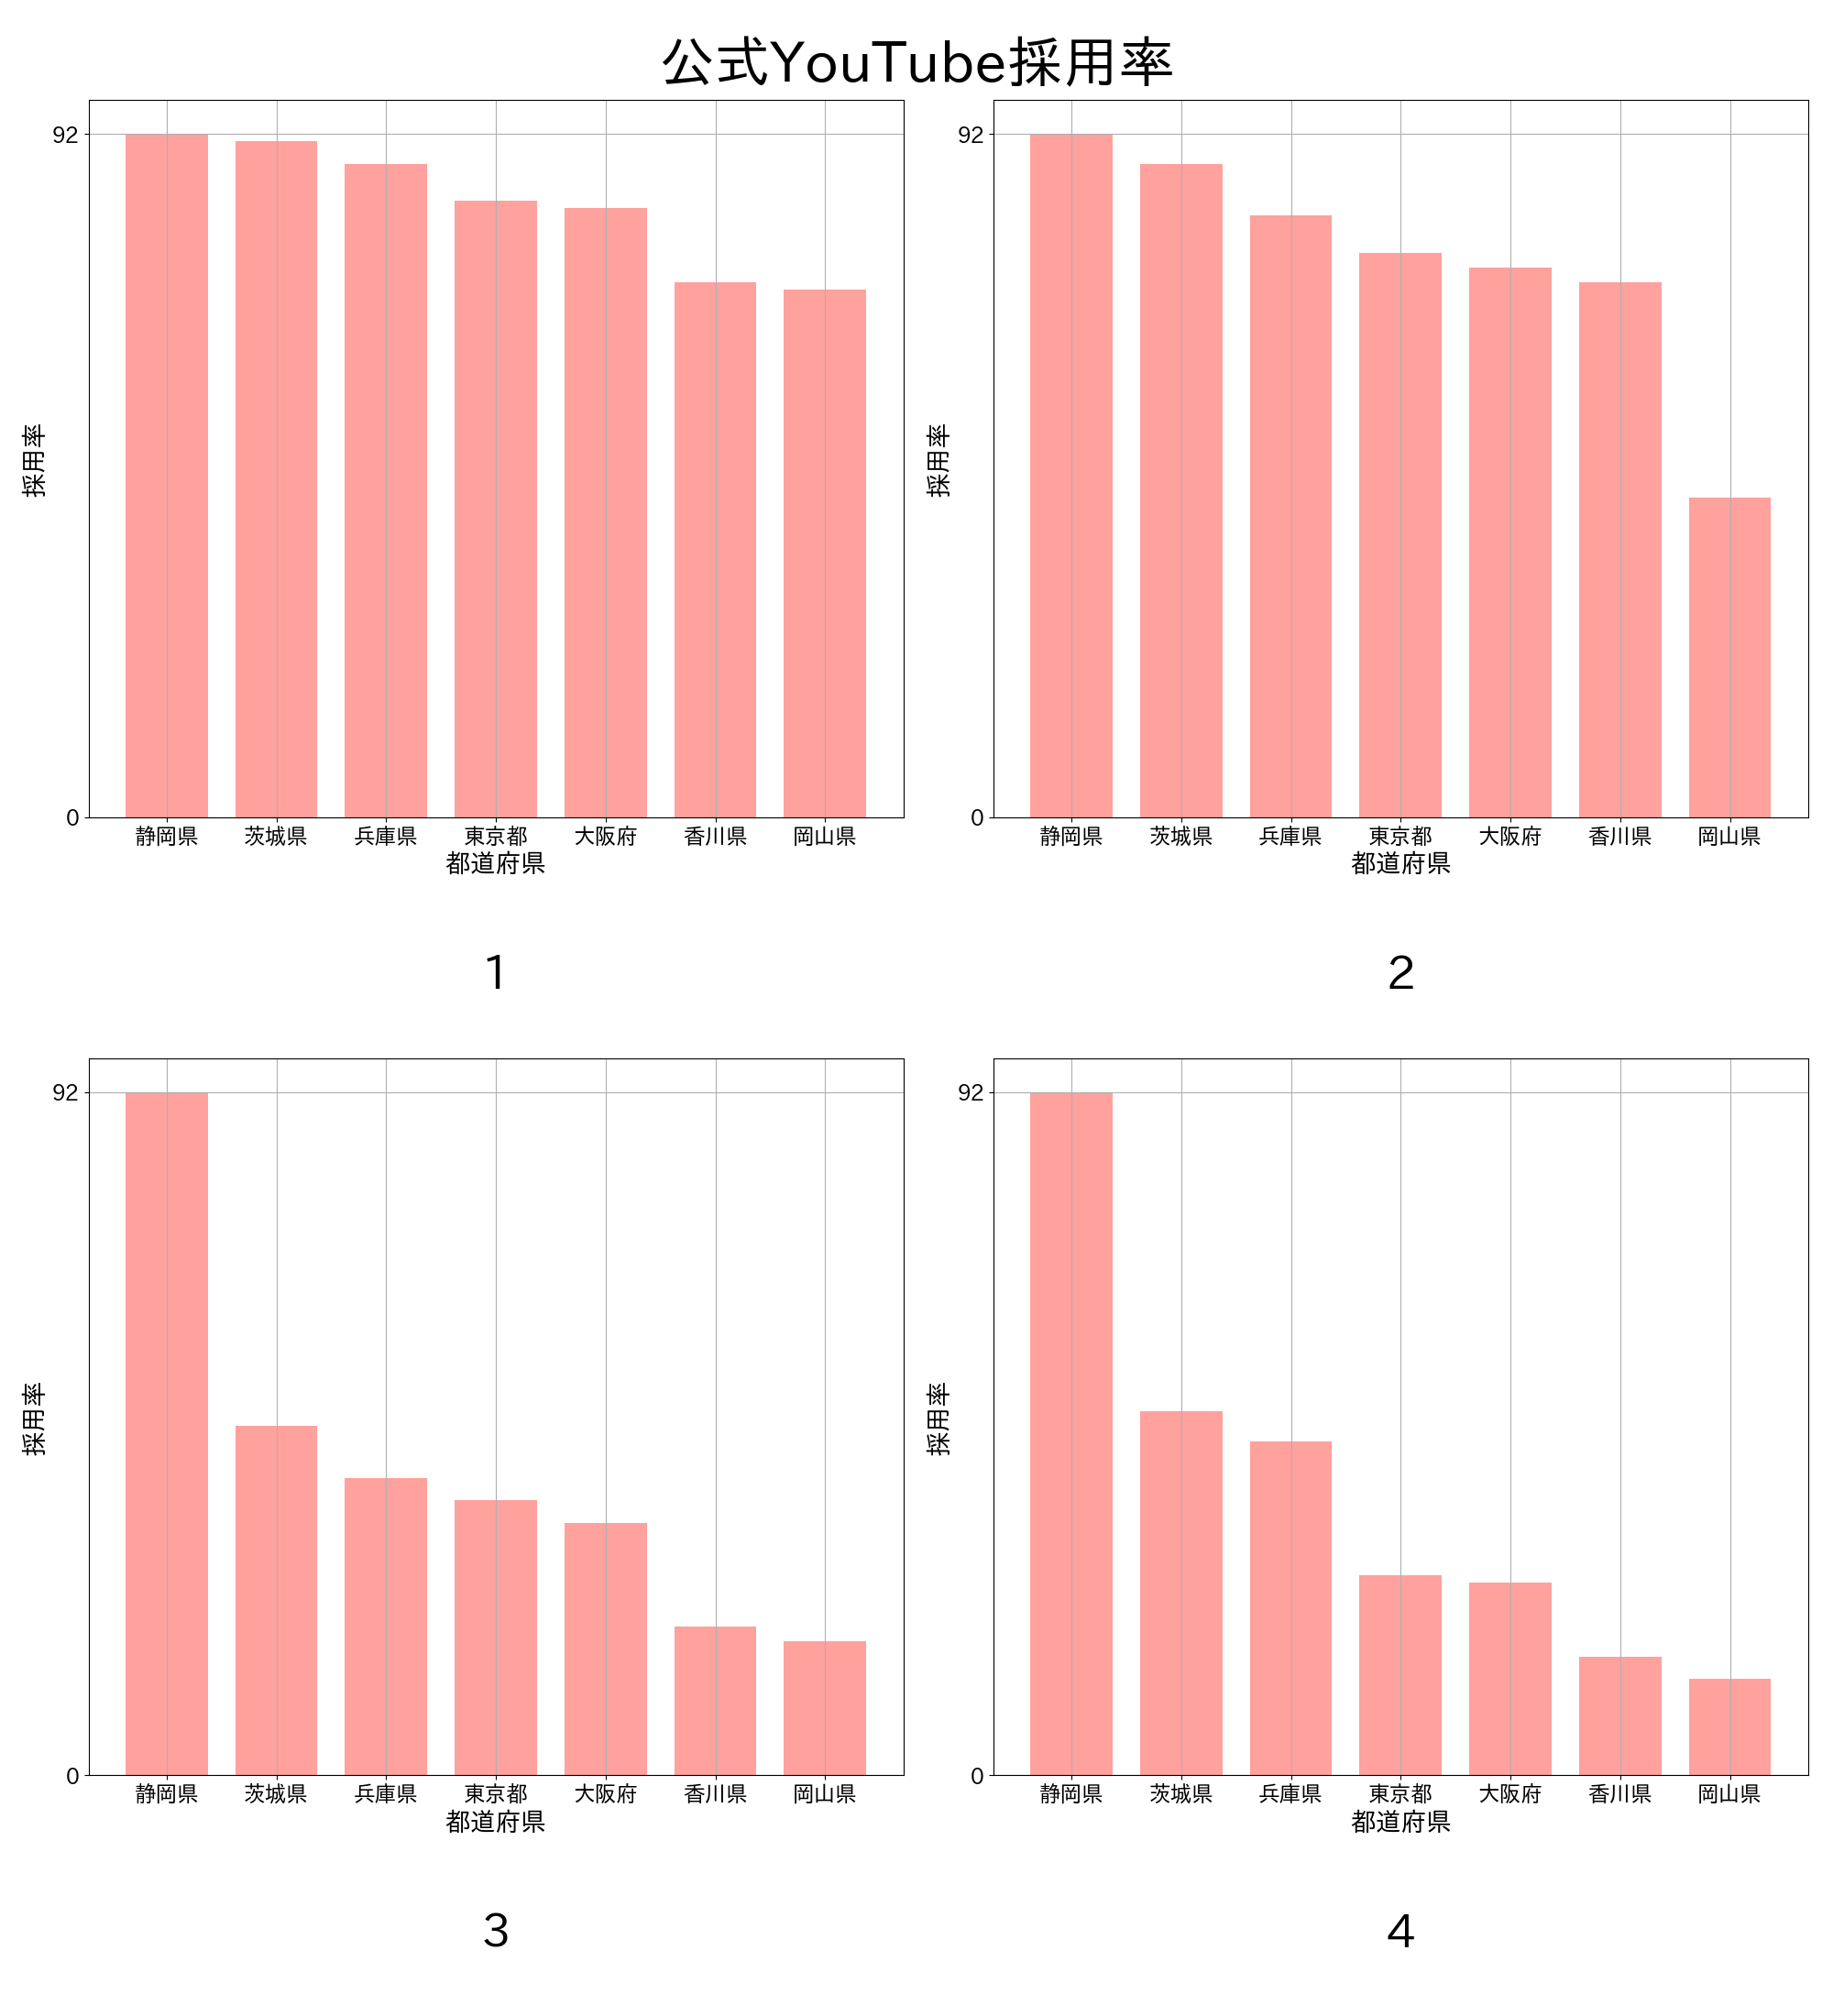 公式YouTube採用率
92
0
採用率
静岡県 茨城県 兵庫県 東京都 大阪府 香川県 岡山県
都道府県
1
92
0
採用率
静岡県 茨城県 兵庫県 東京都 大阪府 香川県 岡山県
都道府県
2
92
0
採用率
静岡県 茨城県 兵庫県 東京都 大阪府 香川県 岡山県
都道府県
3
92
0
採用率
静岡県 茨城県 兵庫県 東京都 大阪府 香川県 岡山県
都道府県
4